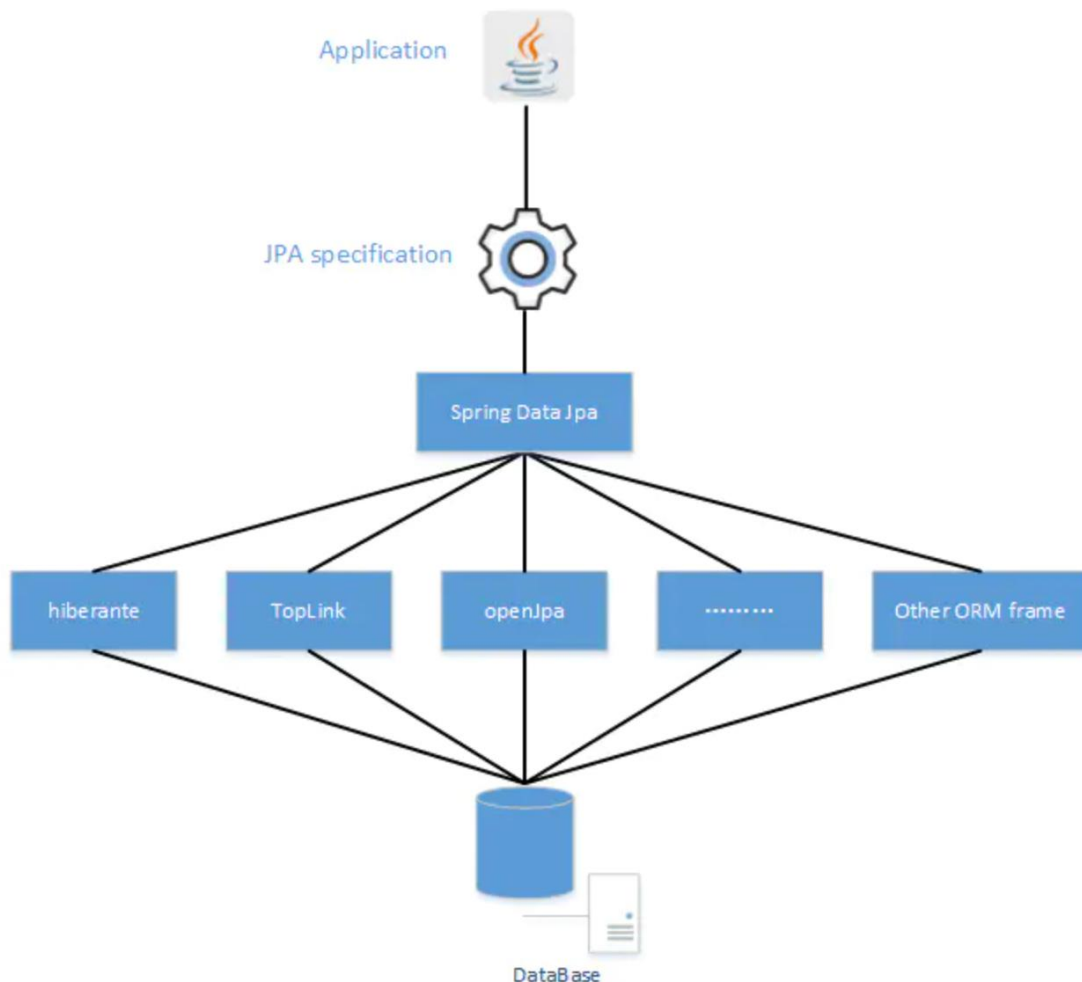 Application
JPA specification
Spring Data Jpa
hiberante
TopLink
openJpa
·········
Other ORM frame
DataBase